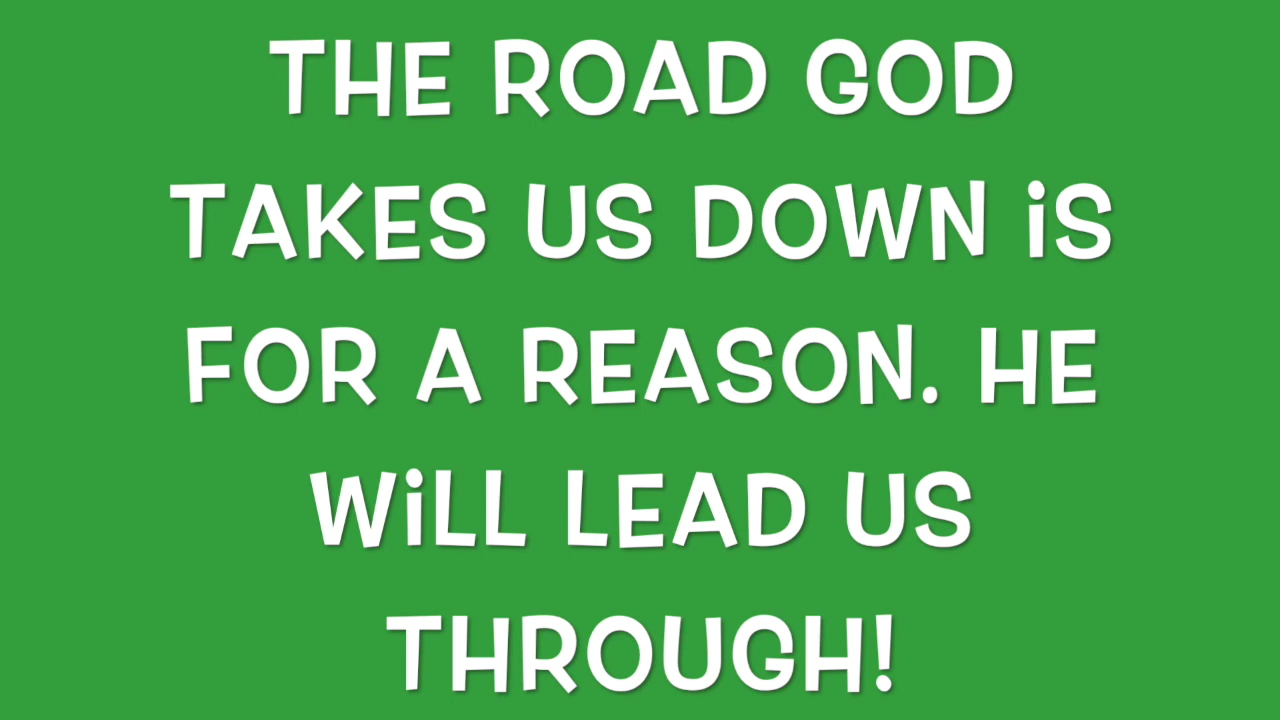 THE ROAD GOD
TAKES US DOWN iS
FOR A REASON. HE
WiLL LEAD US
THROUGH!